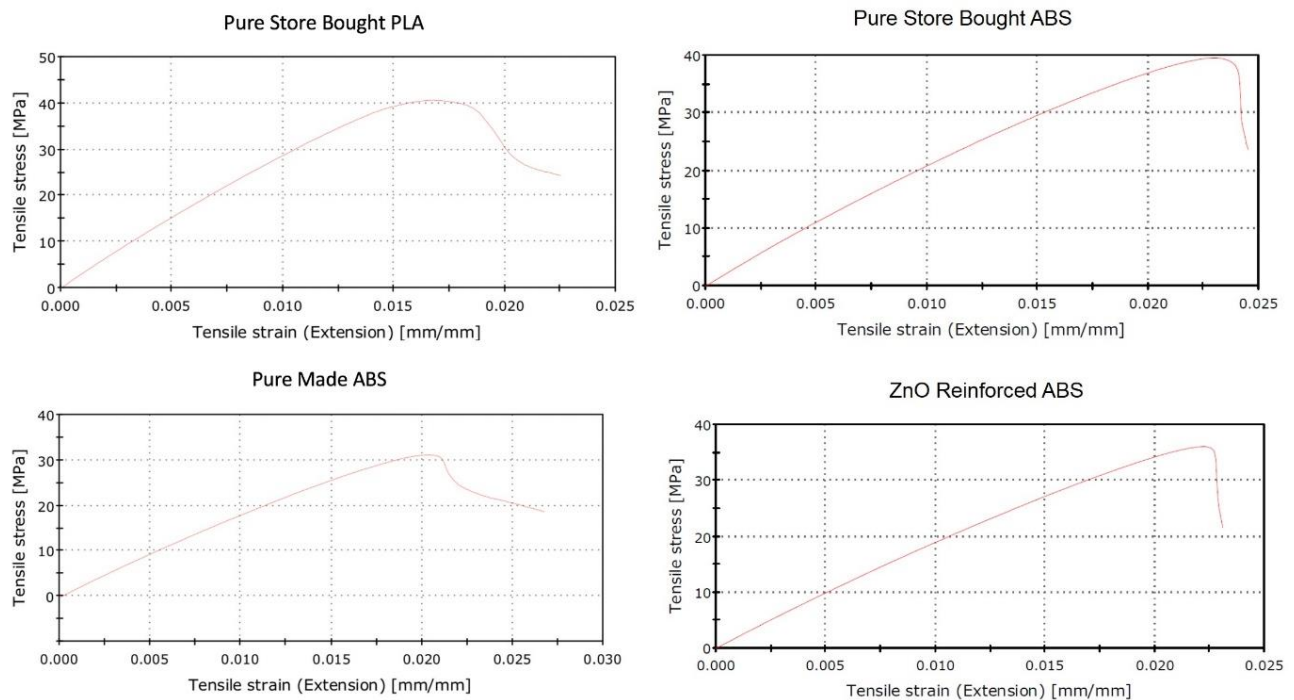 Pure Store Bought PLA
Tensile stress [MPa]
50
40
30
20
10
0
0.000 0.005 0.010 0.015 0.020 0.025
Tensile strain (Extension) [mm/mm]
Pure Store Bought ABS
Tensile stress [MPa]
40
30
20
10
0
0.000 0.005 0.010 0.015 0.020 0.025
Tensile strain (Extension) [mm/mm]
Pure Made ABS
Tensile stress [MPa]
40
30
20
10
0
0.000 0.005 0.010 0.015 0.020 0.025 0.030
Tensile strain (Extension) [mm/mm]
ZnO Reinforced ABS
Tensile stress [MPa]
40
30
20
10
0
0.000 0.005 0.010 0.015 0.020 0.025
Tensile strain (Extension) [mm/mm]